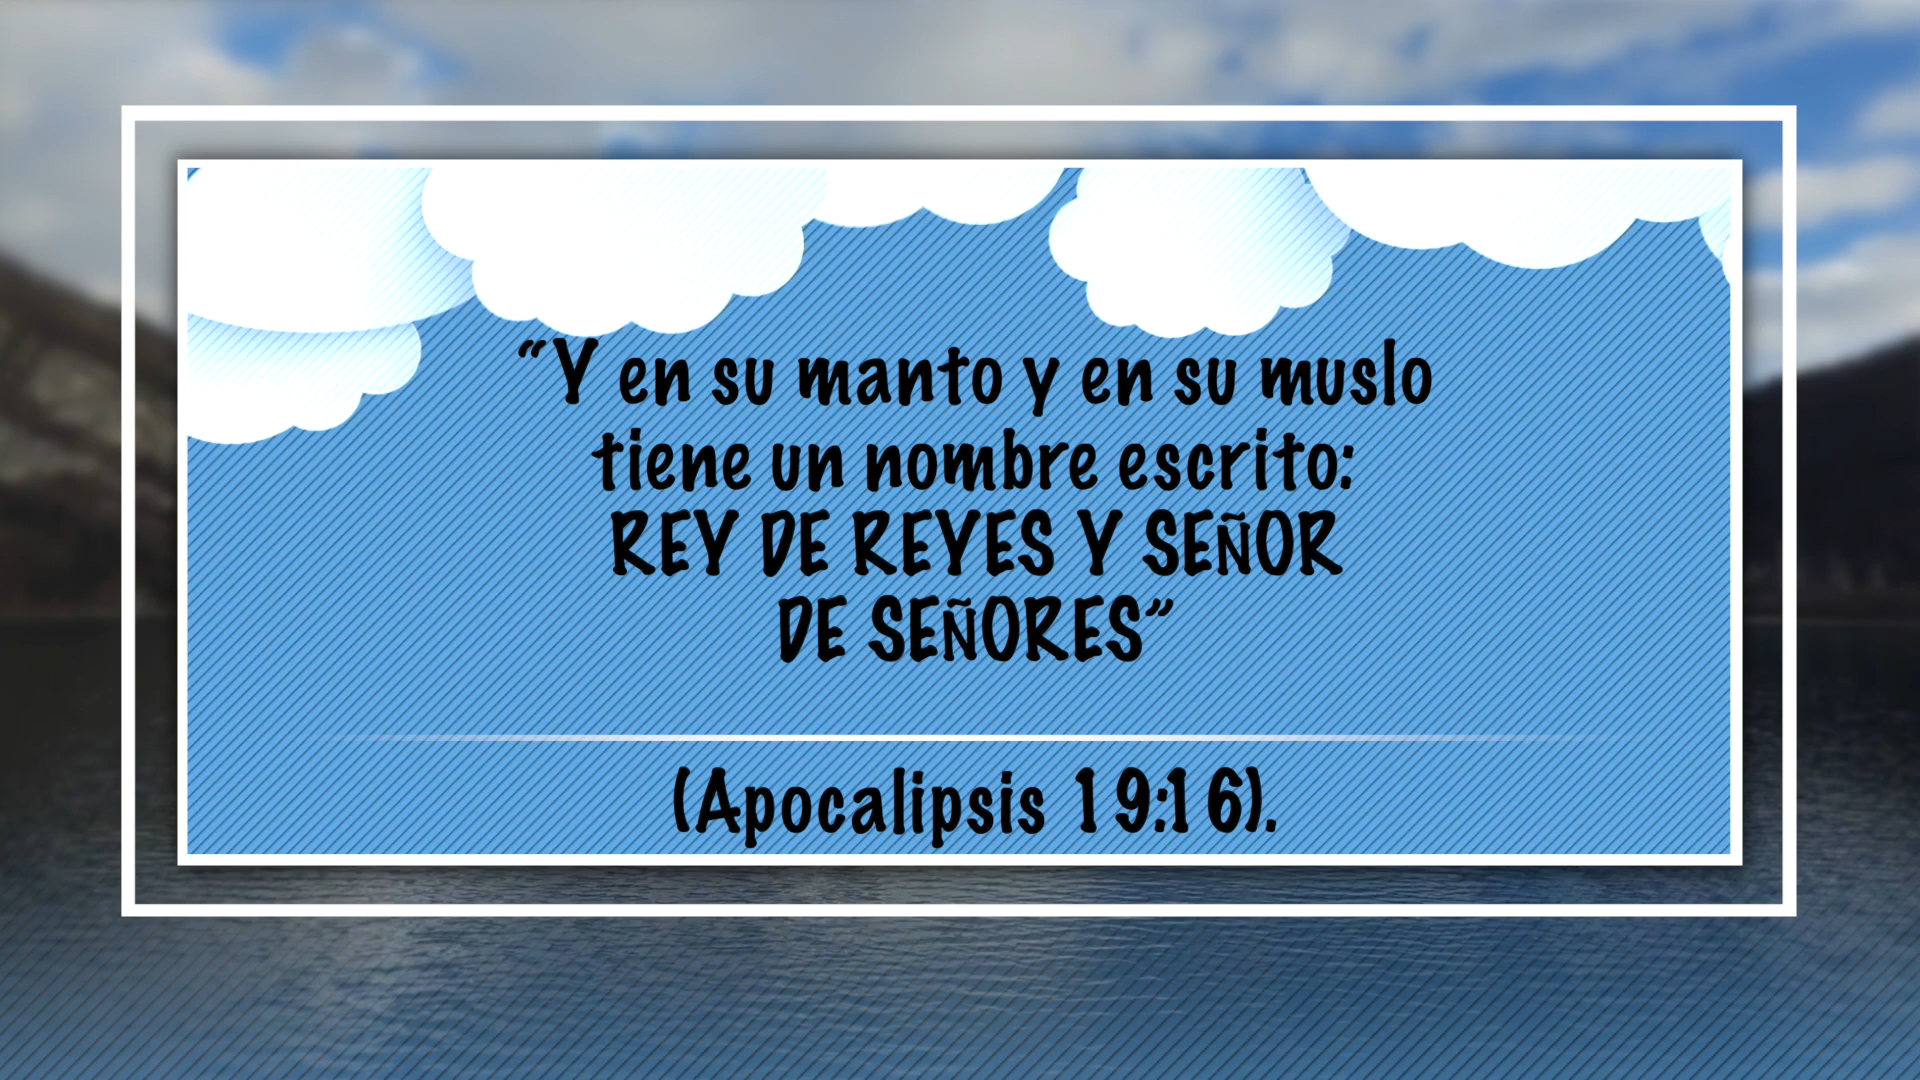 “Y en su manto y en su muslo
tiene un nombre escrito:
REY DE REYES Y SEÑOR
DE SEÑORES”
(Apocalipsis 19:16).